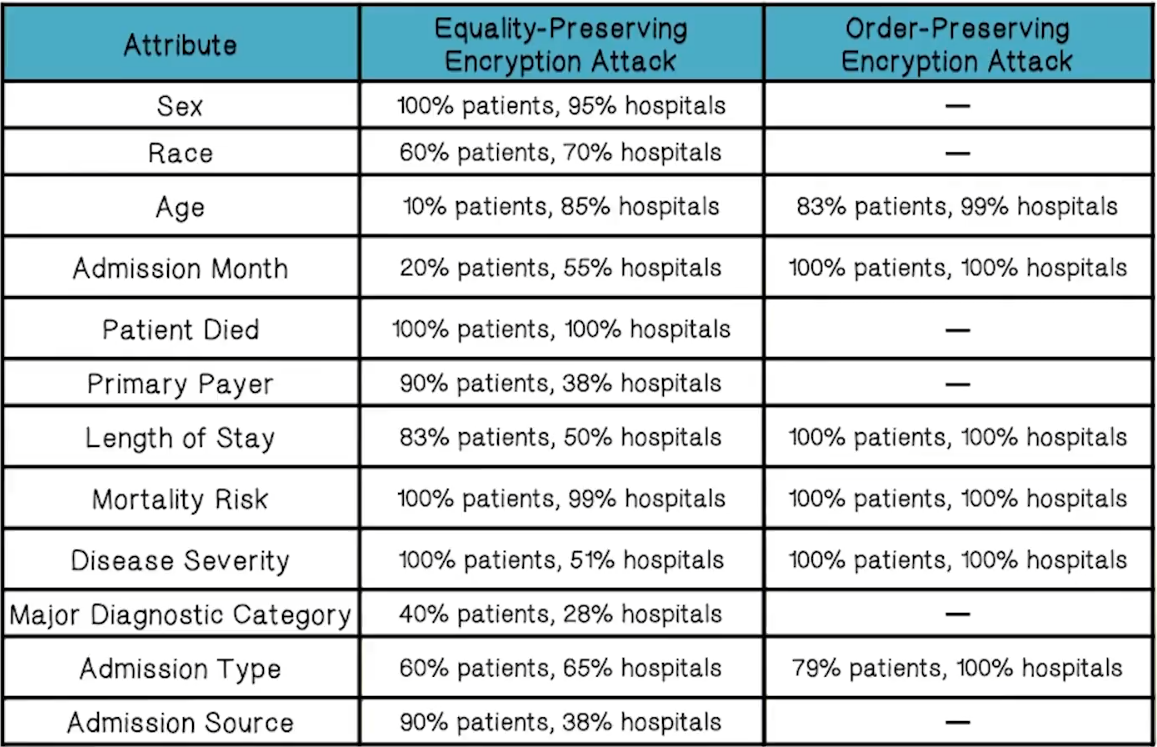 Attribute
Equality-Preserving
Encryption Attack
Order-Preserving
Encryption Attack
Sex
100% patients, 95% hospitals
—
Race
60% patients, 70% hospitals
—
Age
10% patients, 85% hospitals
83% patients, 99% hospitals
Admission Month
20% patients, 55% hospitals
100% patients, 100% hospitals
Patient Died
100% patients, 100% hospitals
—
Primary Payer
90% patients, 38% hospitals
—
Length of Stay
83% patients, 50% hospitals
100% patients, 100% hospitals
Mortality Risk
100% patients, 99% hospitals
100% patients, 100% hospitals
Disease Severity
100% patients, 51% hospitals
100% patients, 100% hospitals
Major Diagnostic Category
40% patients, 28% hospitals
—
Admission Type
60% patients, 65% hospitals
79% patients, 100% hospitals
Admission Source
90% patients, 38% hospitals
—